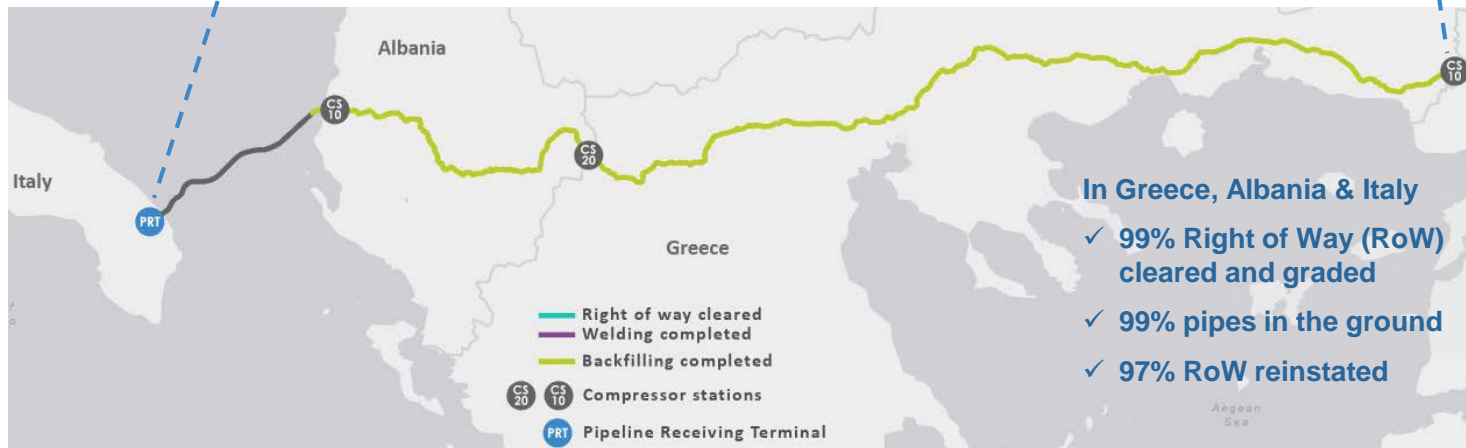 Albania
CS
10
CS
10
Italy
CS
20
PRT
Greece
In Greece, Albania & Italy
✓ 99% Right of Way (RoW)
cleared and graded
✓ 99% pipes in the ground
✓ 97% RoW reinstated
Right of way cleared
Welding completed
Backfilling completed
CS
20
CS
10
Compressor stations
PRT
Pipeline Receiving Terminal
Aegean
Sea